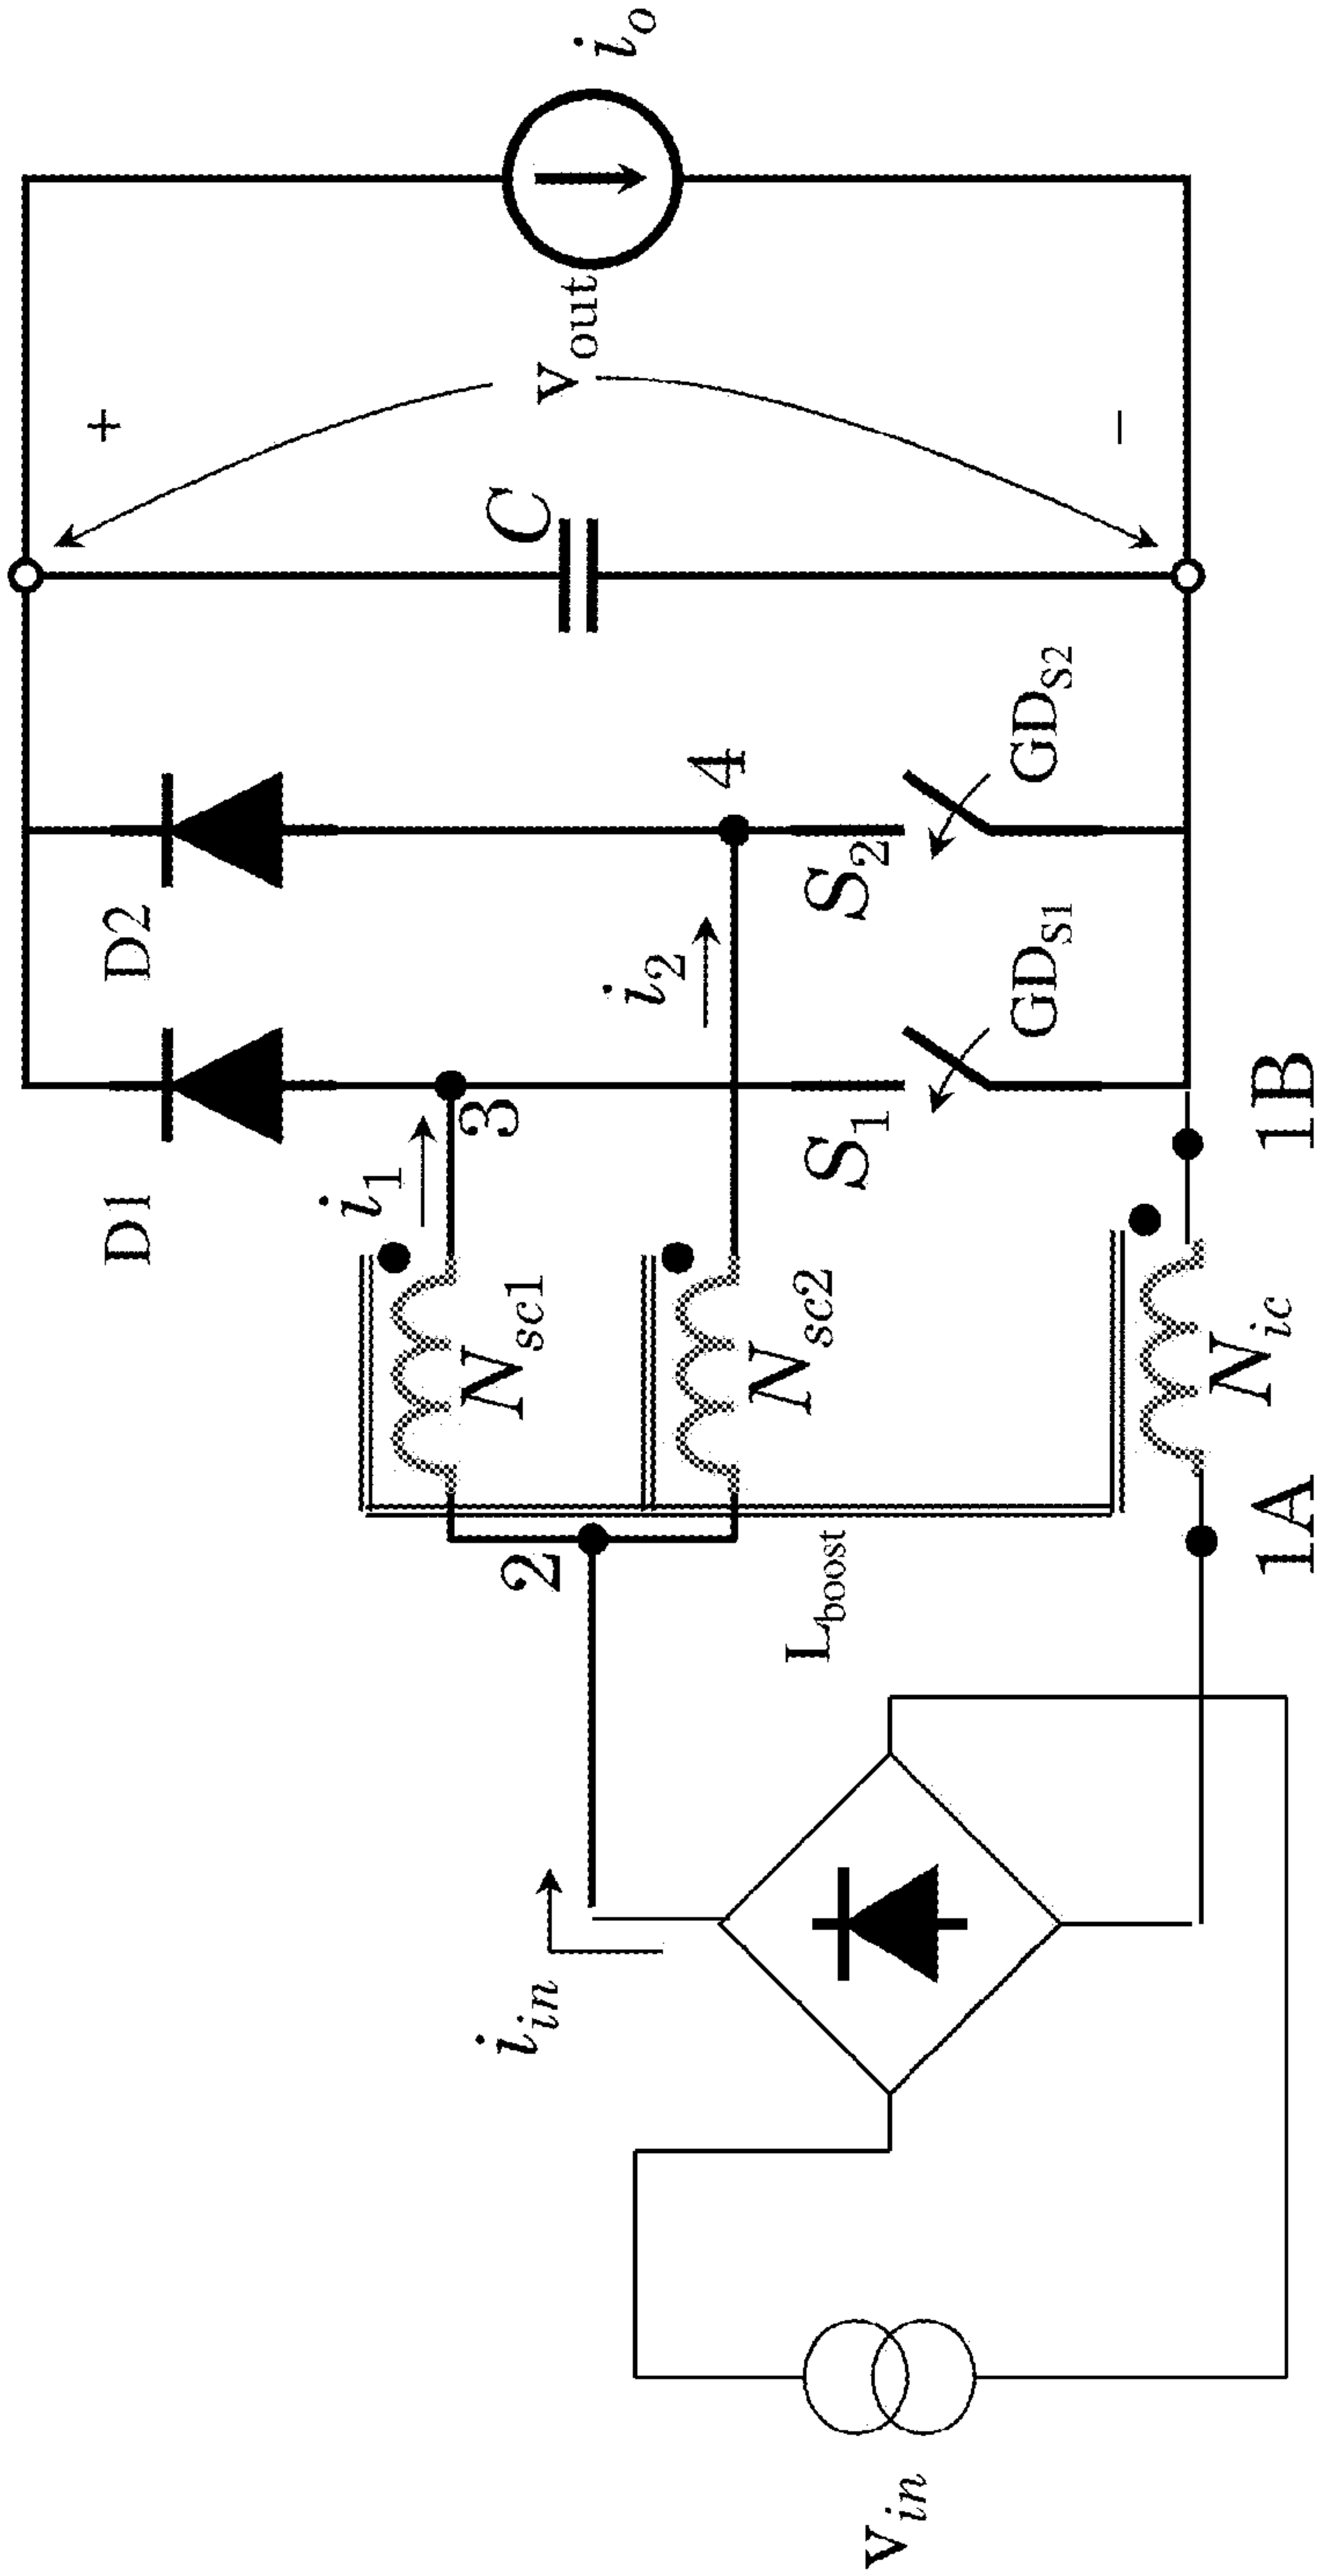 v_in
i_in
L_boost
2
1A
N_sc1
N_sc2
N_ic
i_1
i_2
3
4
1B
D1
D2
S_1
S_2
GD_S1
GD_S2
C
+
v_out
−
i_o